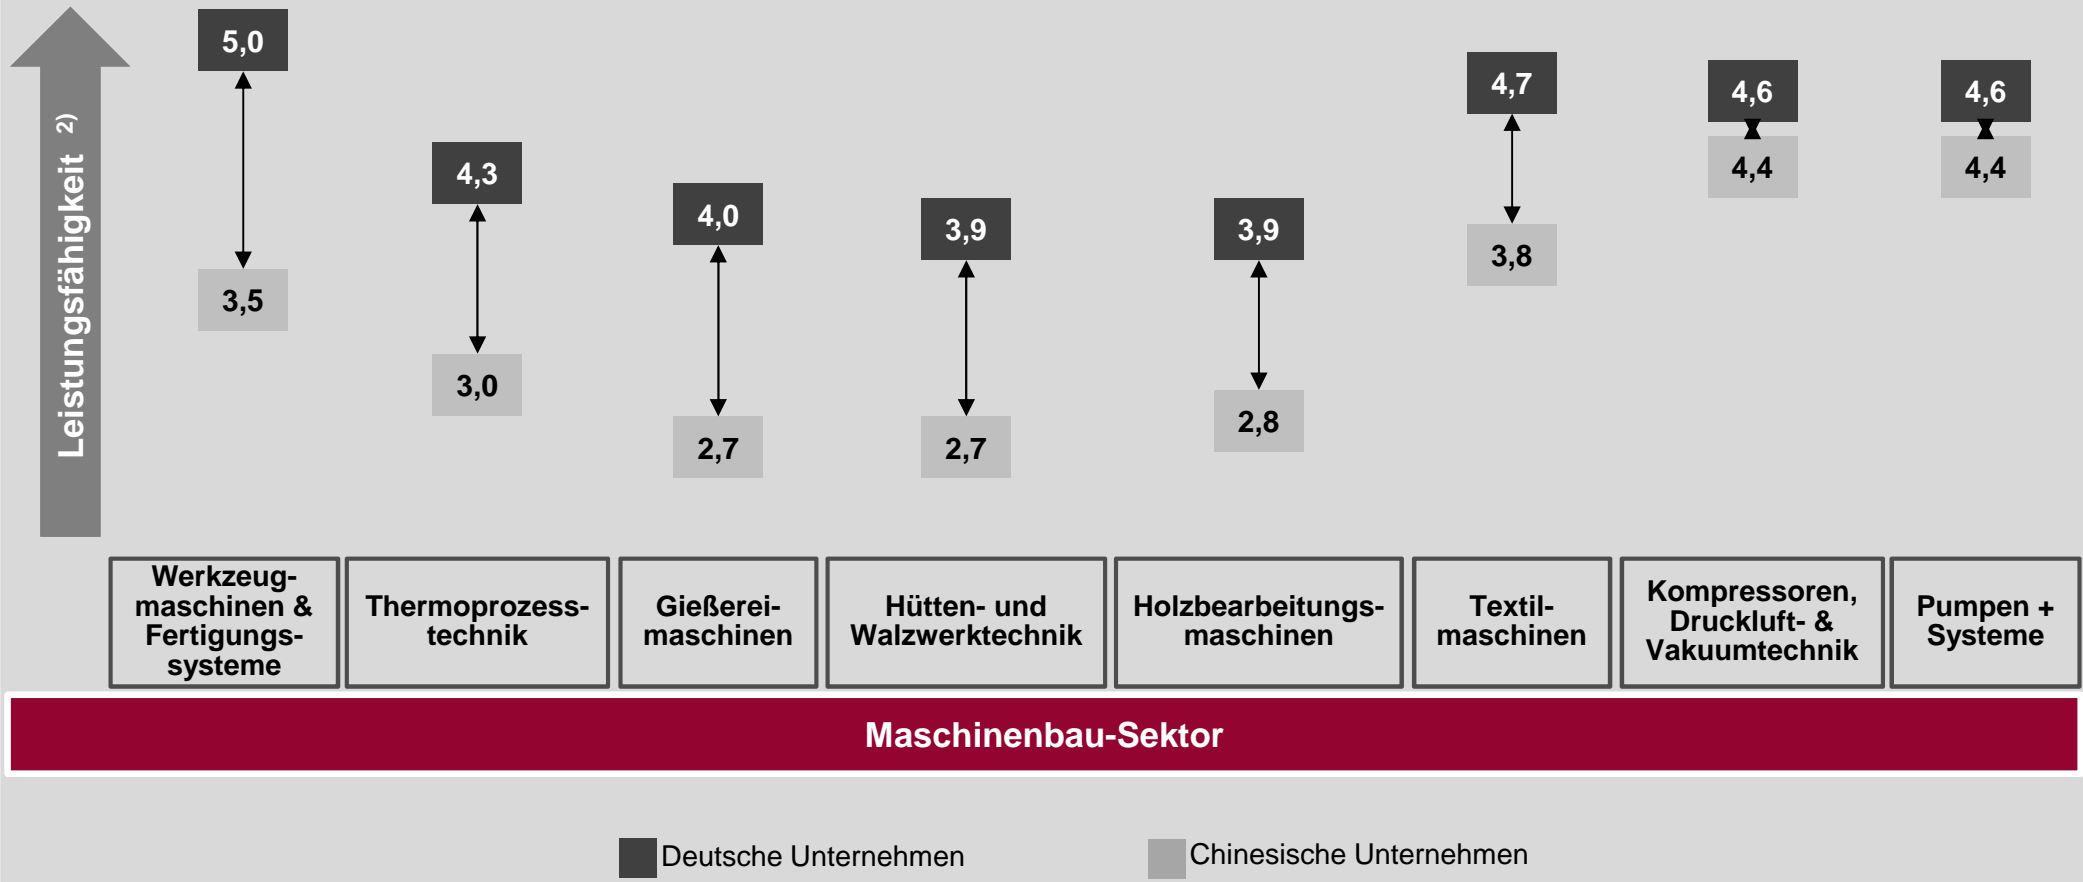 Leistungsfähigkeit 2)
5,0
3,5
4,3
3,0
4,0
2,7
3,9
2,7
3,9
2,8
4,7
3,8
4,6
4,4
4,6
4,4
Werkzeug-
maschinen &
Fertigungs-
systeme
Thermoprozess-
technik
Gießerei-
maschinen
Hütten- und
Walzwerktechnik
Holzbearbeitungs-
maschinen
Textil-
maschinen
Kompressoren,
Druckluft- &
Vakuumtechnik
Pumpen +
Systeme
Maschinenbau-Sektor
Deutsche Unternehmen
Chinesische Unternehmen